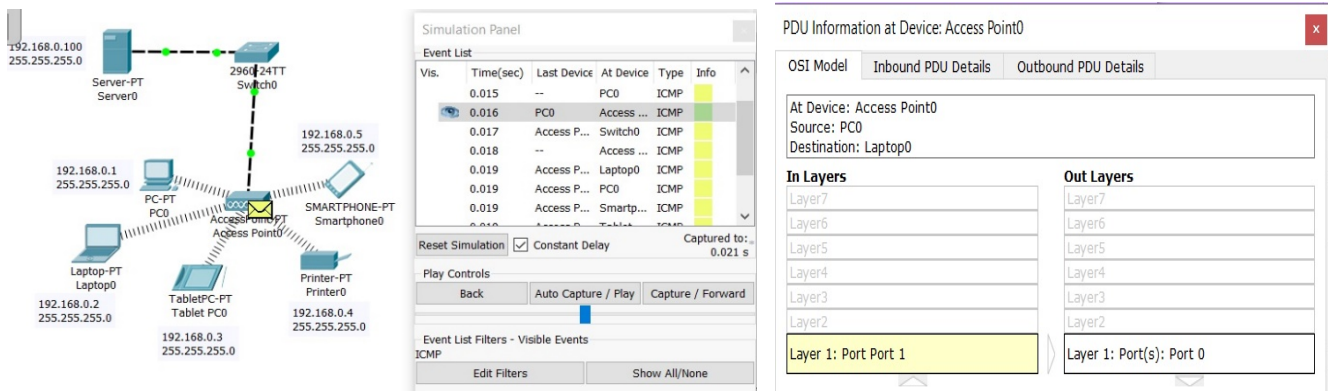 192.168.0.100
255.255.255.0
Server-PT
Server0
2960-24TT
Switch0
192.168.0.5
255.255.255.0
192.168.0.1
255.255.255.0
PC-PT
PC0
AccessPoint-PT
Access Point0
SMARTPHONE-PT
Smartphone0
Laptop-PT
Laptop0
192.168.0.2
255.255.255.0
TabletPC-PT
Tablet PC0
192.168.0.3
255.255.255.0
Printer-PT
Printer0
192.168.0.4
255.255.255.0
Simulation Panel
Event List
Vis. Time(sec) Last Device At Device Type Info
0.015 -- PC0 ICMP
0.016 PC0 Access ... ICMP
0.017 Access P... Switch0 ICMP
0.018 -- Access ... ICMP
0.019 Access P... Laptop0 ICMP
0.019 Access P... PC0 ICMP
0.019 Access P... Smartp... ICMP
0.019 Access P... Tablet ICMP
Reset Simulation Constant Delay Captured to:
0.021 s
Play Controls
Back Auto Capture / Play Capture / Forward
Event List Filters - Visible Events
ICMP
Edit Filters Show All/None
PDU Information at Device: Access Point0 x
OSI Model Inbound PDU Details Outbound PDU Details
At Device: Access Point0
Source: PC0
Destination: Laptop0
In Layers Out Layers
Layer7 Layer7
Layer6 Layer6
Layer5 Layer5
Layer4 Layer4
Layer3 Layer3
Layer2 Layer2
Layer 1: Port Port 1 Layer 1: Port(s): Port 0